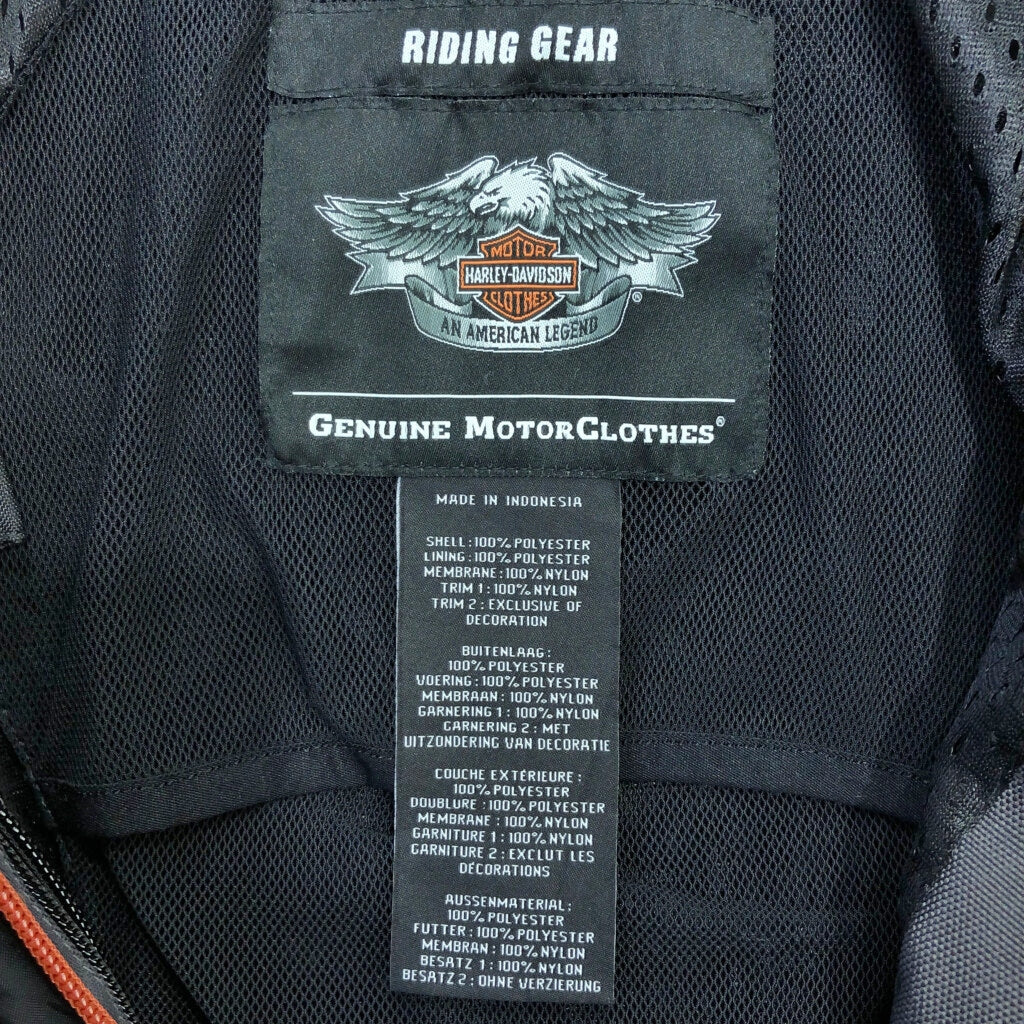 RIDING GEAR
MOTOR
HARLEY-DAVIDSON
CLOTHES
®
AN AMERICAN LEGEND
GENUINE MOTORCLOTHES®
MADE IN INDONESIA
SHELL:100% POLYESTER
LINING:100% POLYESTER
MEMBRANE:100% NYLON
TRIM 1:100% NYLON
TRIM 2: EXCLUSIVE OF
DECORATION
BUITENLAAG:
100% POLYESTER
VOERING:100% POLYESTER
MEMBRAAN:100% NYLON
GARNERING 1:100% NYLON
GARNERING 2: MET
UITZONDERING VAN DECORATIE
COUCHE EXTÉRIEURE:
100% POLYESTER
DOUBLURE:100% POLYESTER
MEMBRANE:100% NYLON
GARNITURE 1:100% NYLON
GARNITURE 2: EXCLUT LES
DÉCORATIONS
AUSSENMATERIAL:
100% POLYESTER
FUTTER:100% POLYESTER
MEMBRAN:100% NYLON
BESATZ 1:100% NYLON
BESATZ 2: OHNE VERZIERUNG